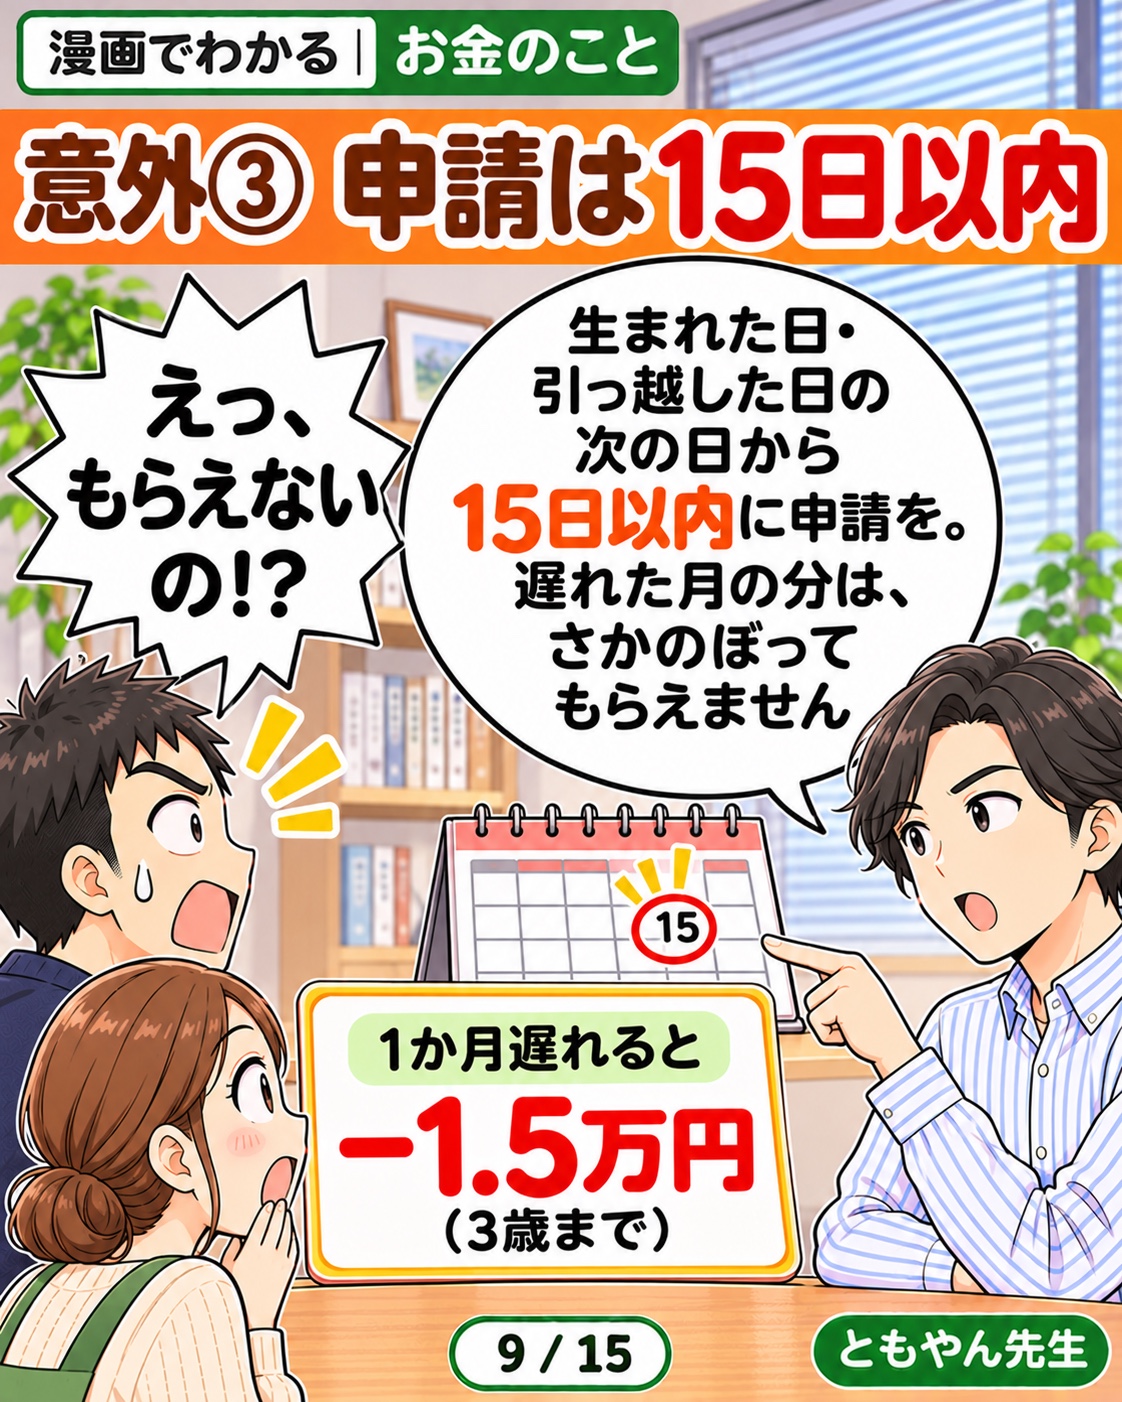 漫画でわかる｜お金のこと
意外③ 申請は15日以内
えっ、
もらえない
の!?
生まれた日・
引っ越した日の
次の日から
15日以内に申請を。
遅れた月の分は、
さかのぼって
もらえません
15
1か月遅れると
−1.5万円
（3歳まで）
9 / 15
ともやん先生